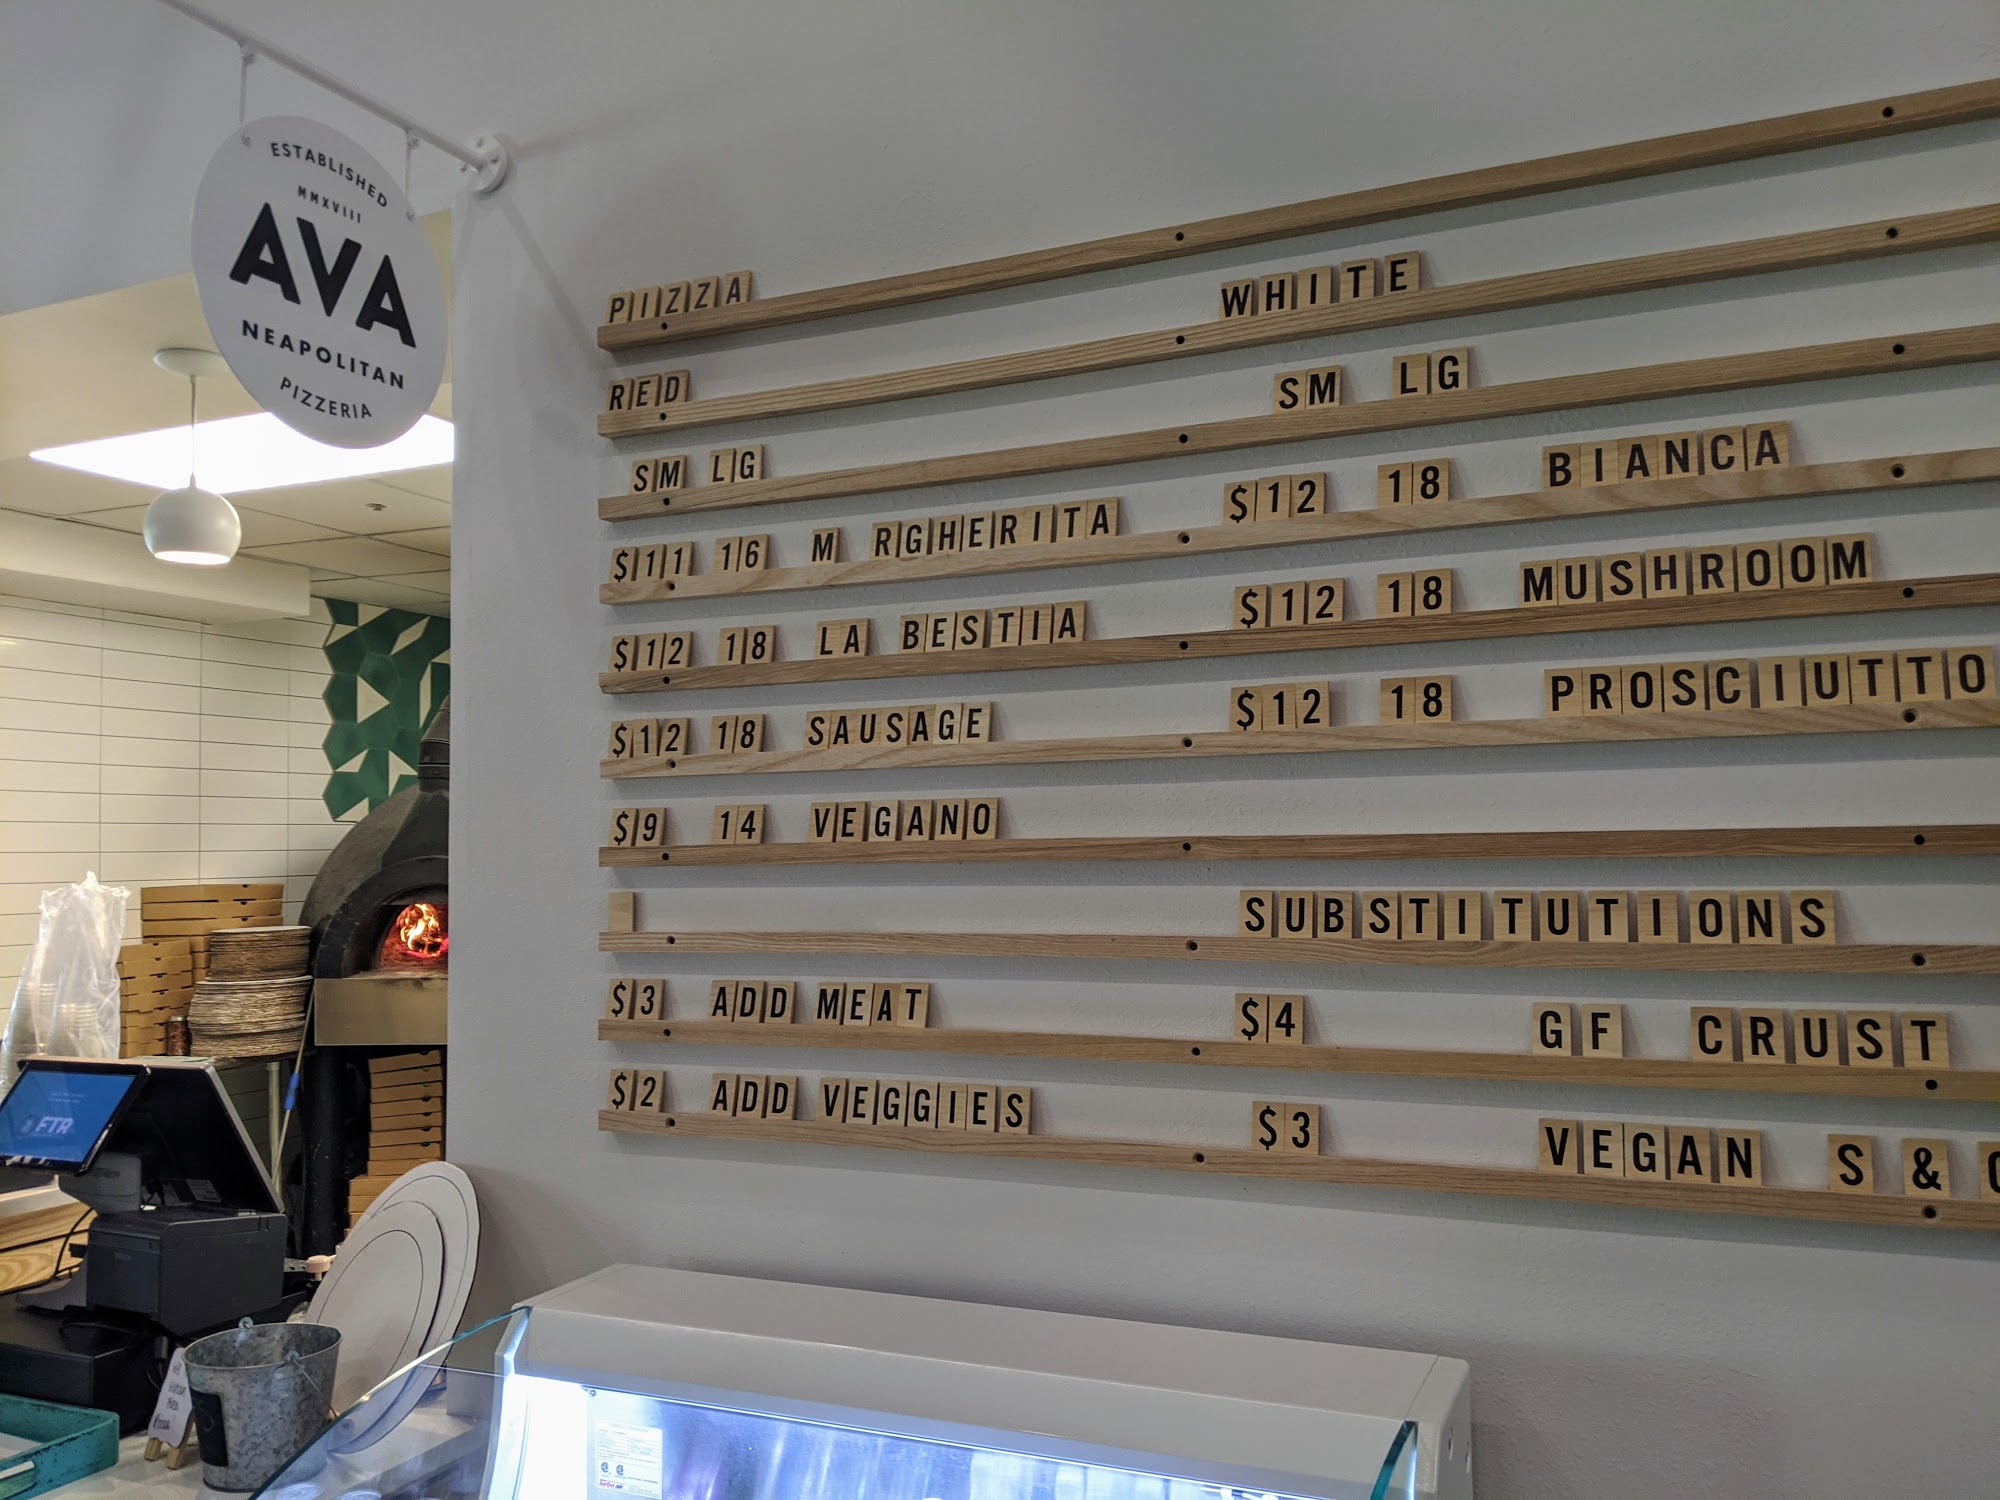 ESTABLISHED
MMXVIII
AVA
NEAPOLITAN
PIZZERIA
PIZZA
RED
SM LG
$11 16 M RGHERITA
$12 18 LA BESTIA
$12 18 SAUSAGE
$9 14 VEGANO
$3 ADD MEAT
$2 ADD VEGGIES
WHITE
SM LG
$12 18 BIANCA
$12 18 MUSHROOM
$12 18 PROSCIUTTO
SUBSTITUTIONS
$4 GF CRUST
$3 VEGAN S &
FTR